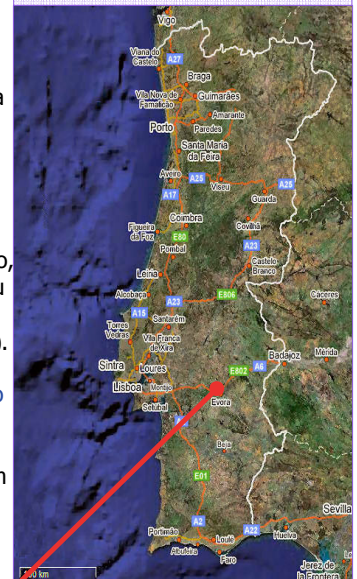 Vigo
Viana do
Castelo
A27
Braga
Vila Nova de
Famalicão
Guimarães
Amarante
Porto
Paredes
Santa Maria
da Feira
Aveiro
A25
A25
A17
Viseu
Guarda
Coimbra
Covilhã
Figueira
da Foz
E80
A23
Pombal
Castelo
Branco
Leiria
E806
Cáceres
Alcobaça
A23
A15
Santarém
Torres
Vedras
Vila Franca
de Xira
Badajoz
Mérida
Sintra
Loures
E802
A6
Lisboa
Montijo
Evora
Setubal
Beja
E01
Sevilla
Portimão
A2
A22
Huelva
Loulé
Albufeira
Faro
Jerez de
la Frontera
100 km